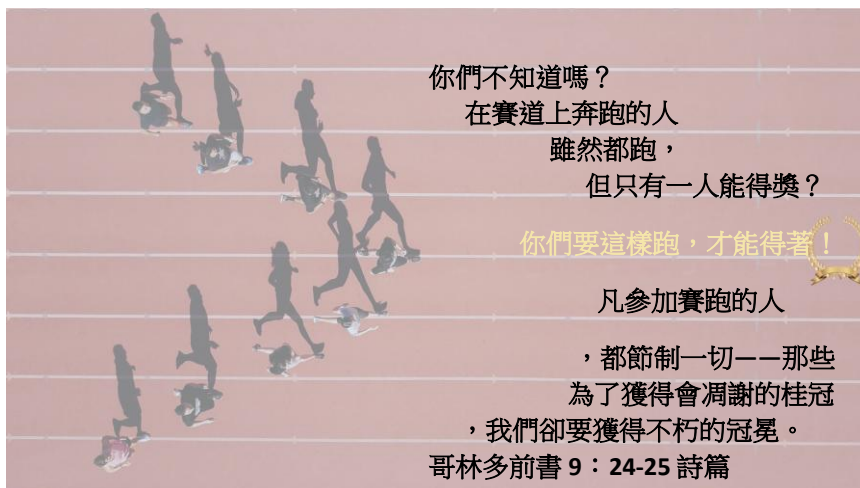 你們不知道嗎？
在賽道上奔跑的人
雖然都跑，
但只有一人能得獎？
你們要這樣跑，才能得著！
凡參加賽跑的人
，都節制一切——那些
為了獲得會凋謝的桂冠
，我們卻要獲得不朽的冠冕。
哥林多前書 9：24-25 詩篇